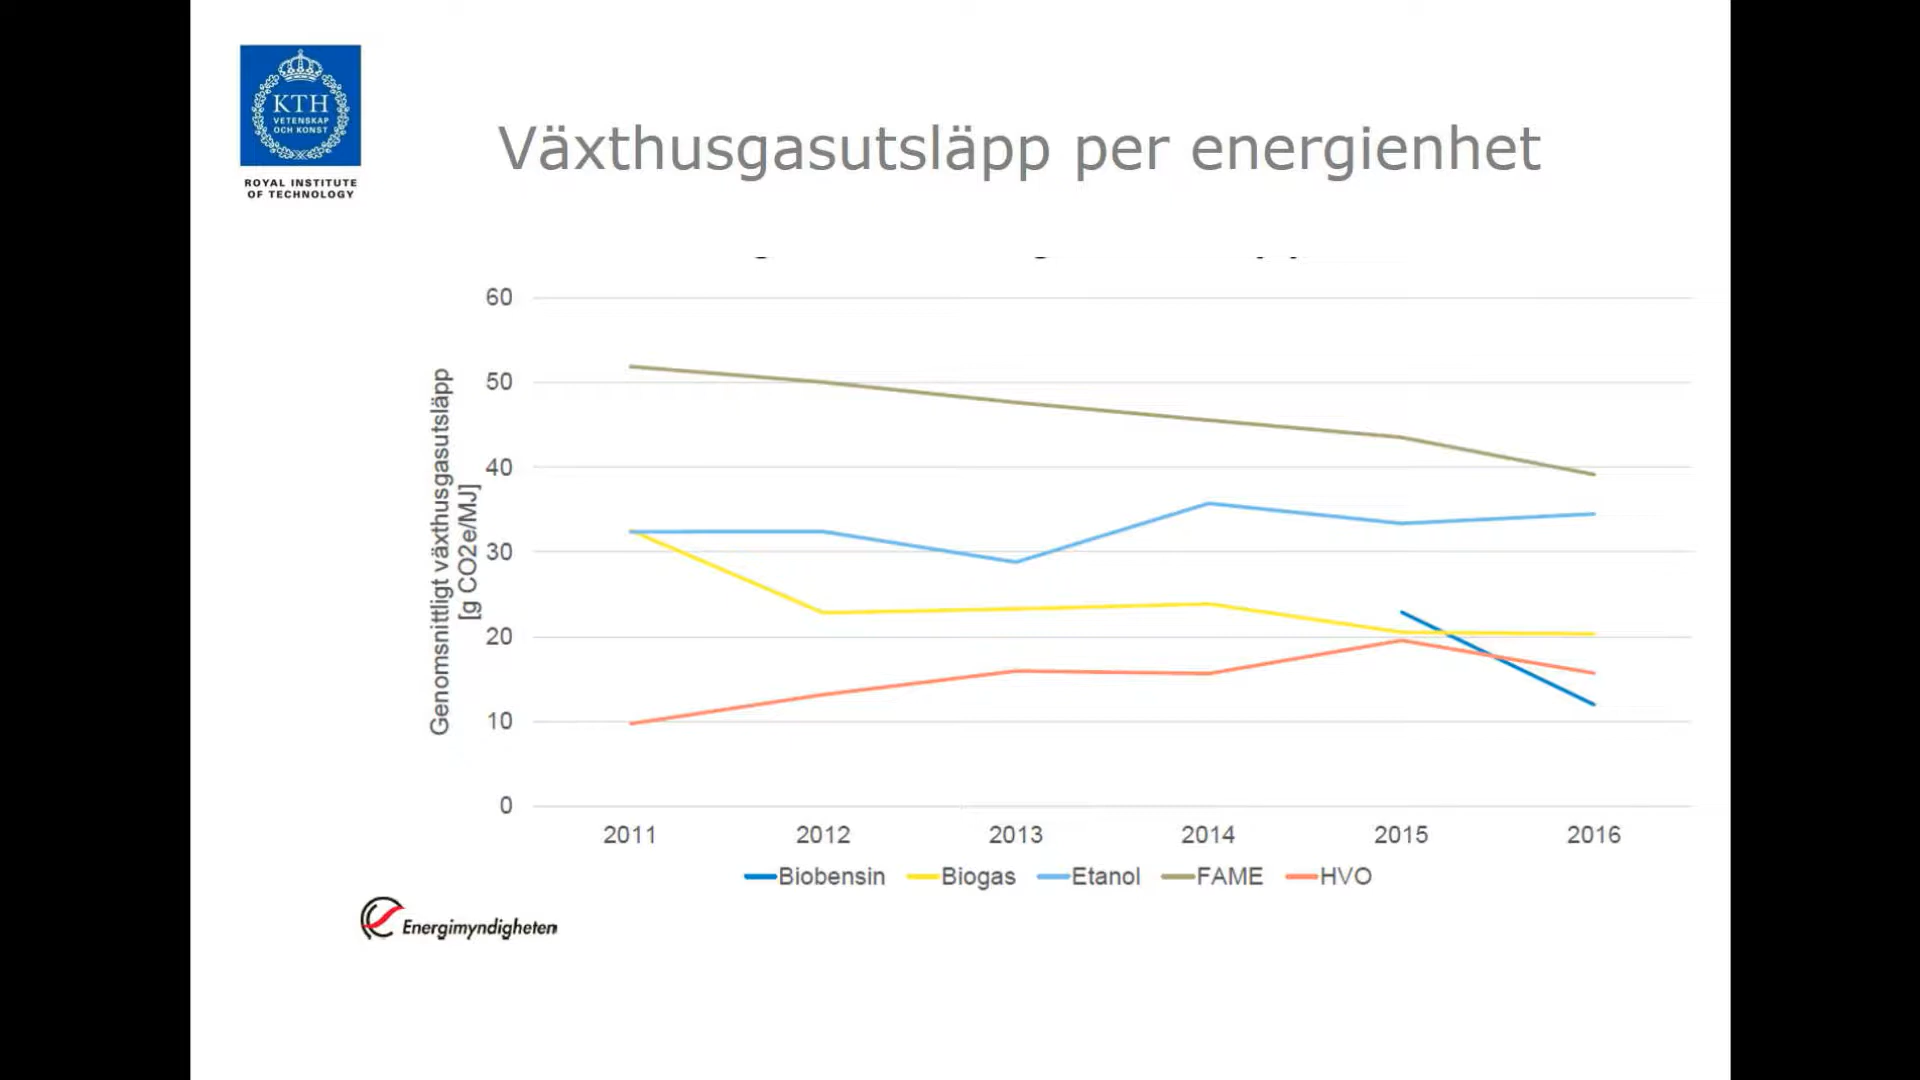 KTH
VETENSKAP
OCH KONST
ROYAL INSTITUTE
OF TECHNOLOGY
Växthusgasutsläpp per energienhet
Genomsnittligt växthusgasutsläpp
[g CO2e/MJ]
60
50
40
30
20
10
0
2011 2012 2013 2014 2015 2016
Biobensin Biogas Etanol FAME HVO
Energimyndigheten